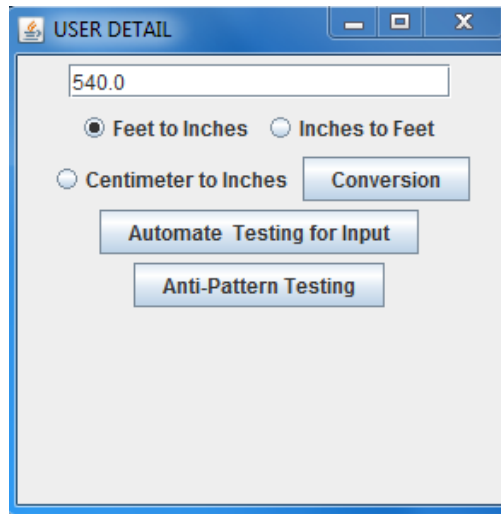 USER DETAIL
540.0
Feet to Inches Inches to Feet
Centimeter to Inches Conversion
Automate Testing for Input
Anti-Pattern Testing